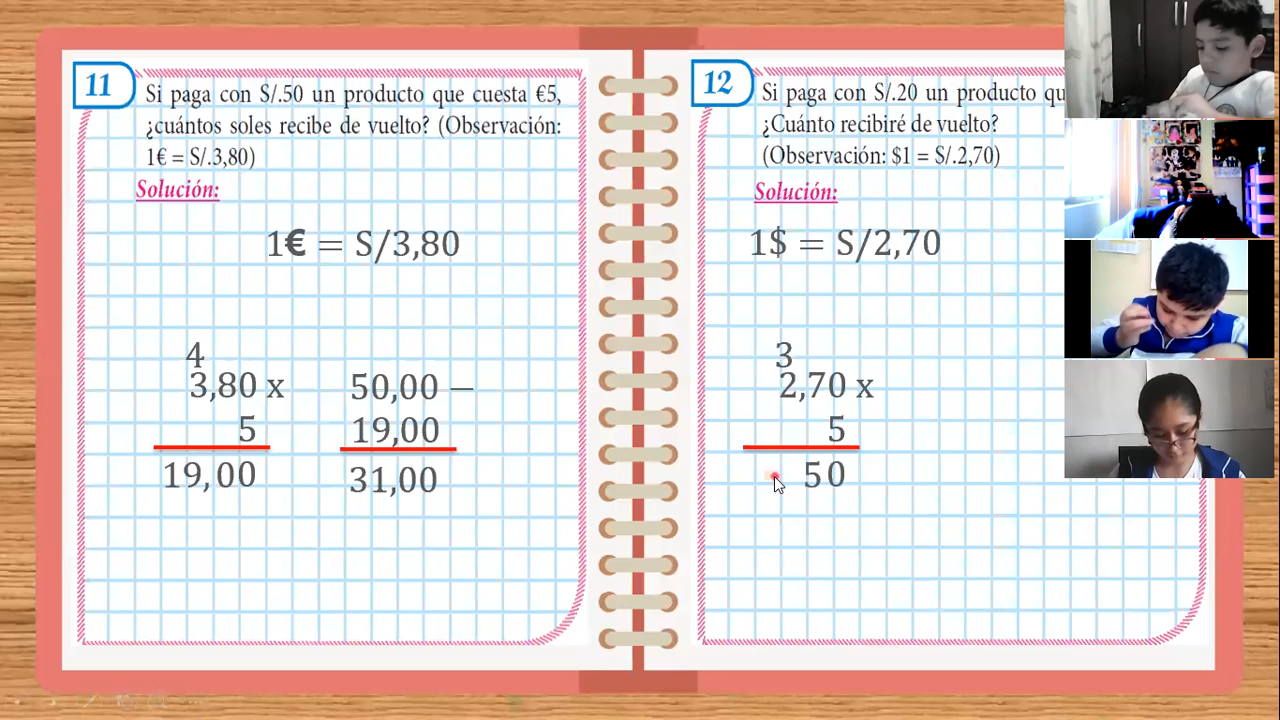 11
Si paga con S/.50 un producto que cuesta €5,
¿cuántos soles recibe de vuelto? (Observación:
1€ = S/.3,80)
Solución:
1€ = S/3,80
4
3,80 x
5
19,00
50,00 –
19,00
31,00
12
Si paga con S/.20 un producto qu
¿Cuánto recibiré de vuelto?
(Observación: $1 = S/.2,70)
Solución:
1$ = S/2,70
3
2,70 x
5
50